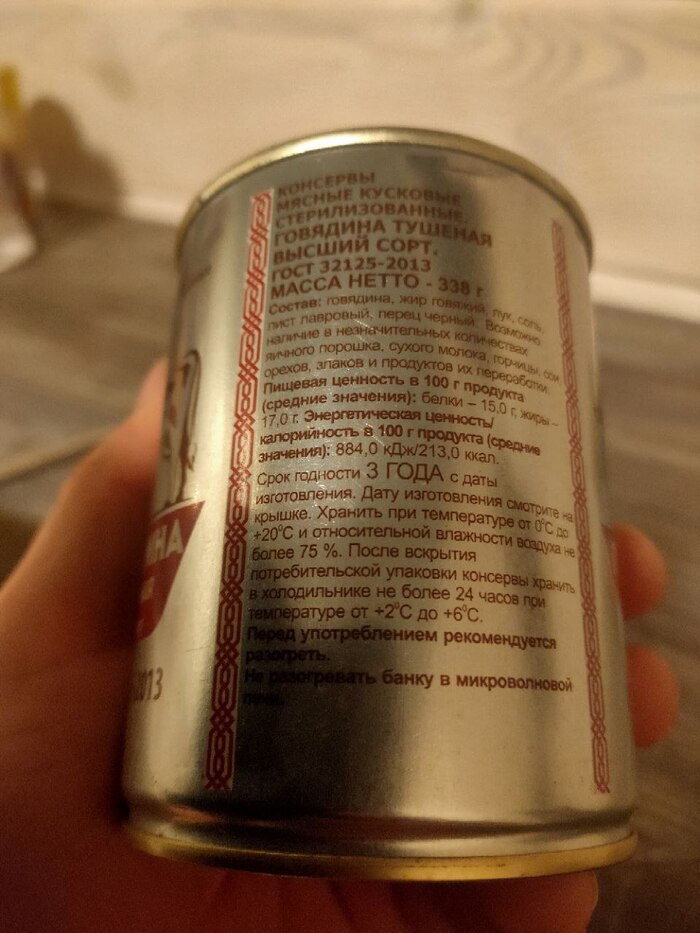 КОНСЕРВЫ
МЯСНЫЕ КУСКОВЫЕ
СТЕРИЛИЗОВАННЫЕ.
ГОВЯДИНА ТУШЕНАЯ
ВЫСШИЙ СОРТ.
ГОСТ 32125-2013
МАССА НЕТТО - 338 г
Состав: говядина, жир говяжий, лук, соль,
лист лавровый, перец черный. Возможно
наличие в незначительных количествах
яичного порошка, сухого молока, горчицы, сои
орехов, злаков и продуктов их переработки.
Пищевая ценность в 100 г продукта
(средние значения): белки – 15,0 г, жиры –
17,0 г. Энергетическая ценность/
калорийность в 100 г продукта (средние
значения): 884,0 кДж/213,0 ккал.
Срок годности 3 ГОДА с даты
изготовления. Дату изготовления смотрите на
крышке. Хранить при температуре от 0°С до
+20°С и относительной влажности воздуха не
более 75 %. После вскрытия
потребительской упаковки консервы хранить
в холодильнике не более 24 часов при
температуре от +2°С до +6°С.
Перед употреблением рекомендуется
разогреть.
Не разогревать банку в микроволновой
печи.
ИНА
013